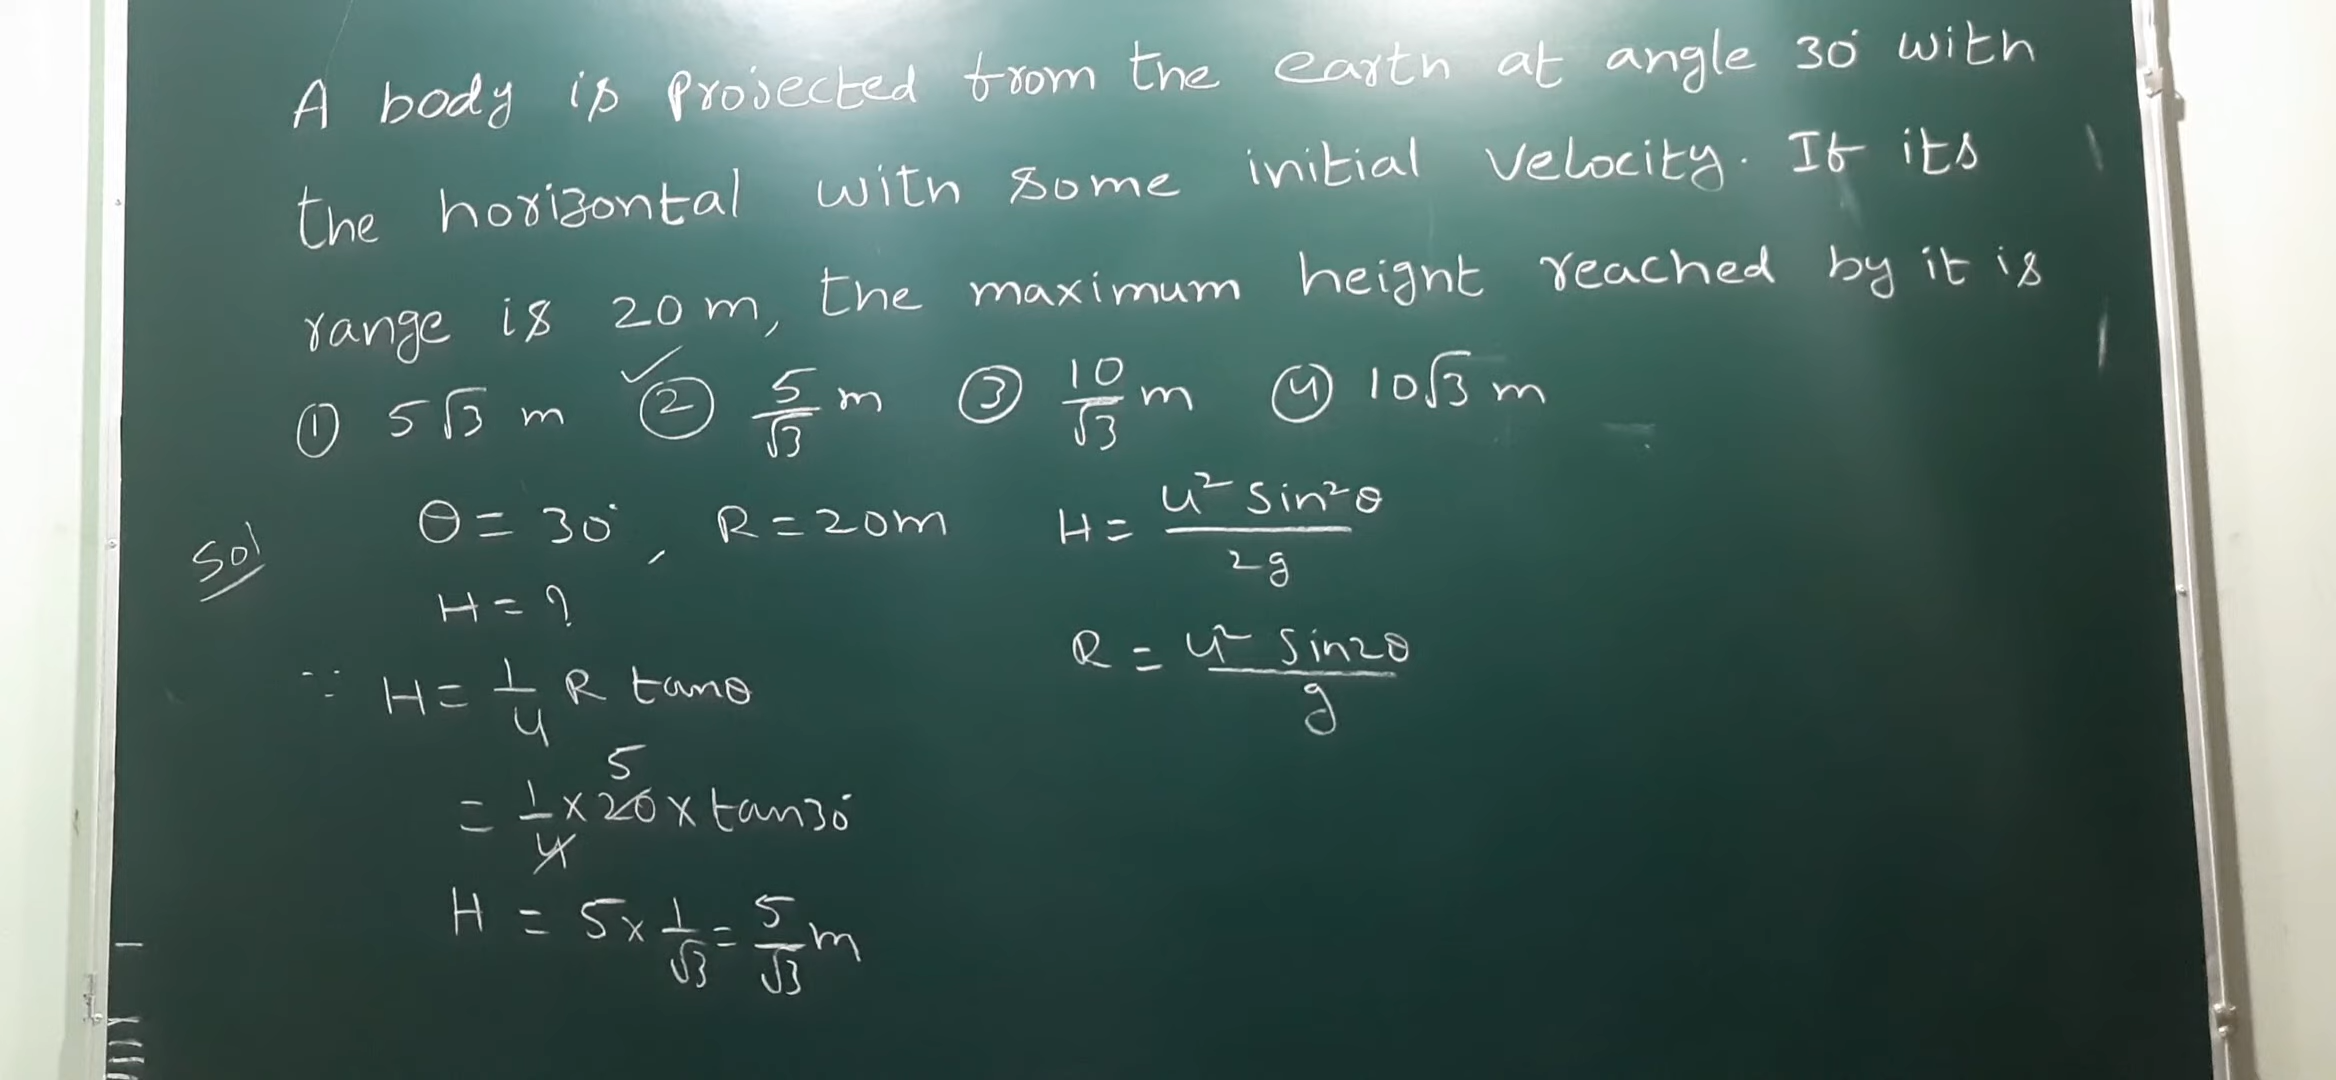 A body is projected from the earth at angle 30° with
the horizontal with some initial velocity. If its
range is 20 m, the maximum height reached by it is
① 5√3 m ✓② 5/√3 m ③ 10/√3 m ④ 10√3 m
Sol θ = 30°, R = 20m H = u² sin²θ / 2g
H = ?
R = u² sin2θ / g
∵ H = 1/4 R tanθ
= 1/4 × 20 × tan30° 5
H = 5 × 1/√3 = 5/√3 m